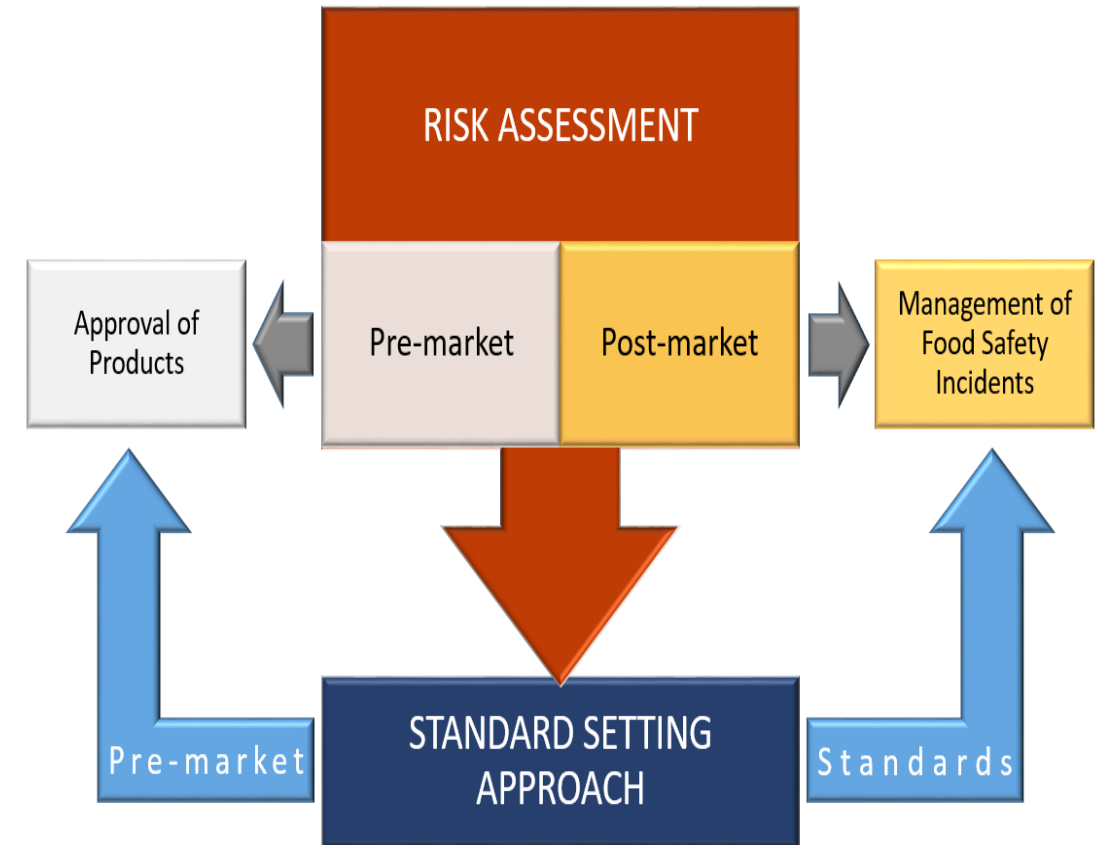 RISK ASSESSMENT
Approval of
Products
Pre-market
Post-market
Management of
Food Safety
Incidents
Pre-market
STANDARD SETTING
APPROACH
Standards